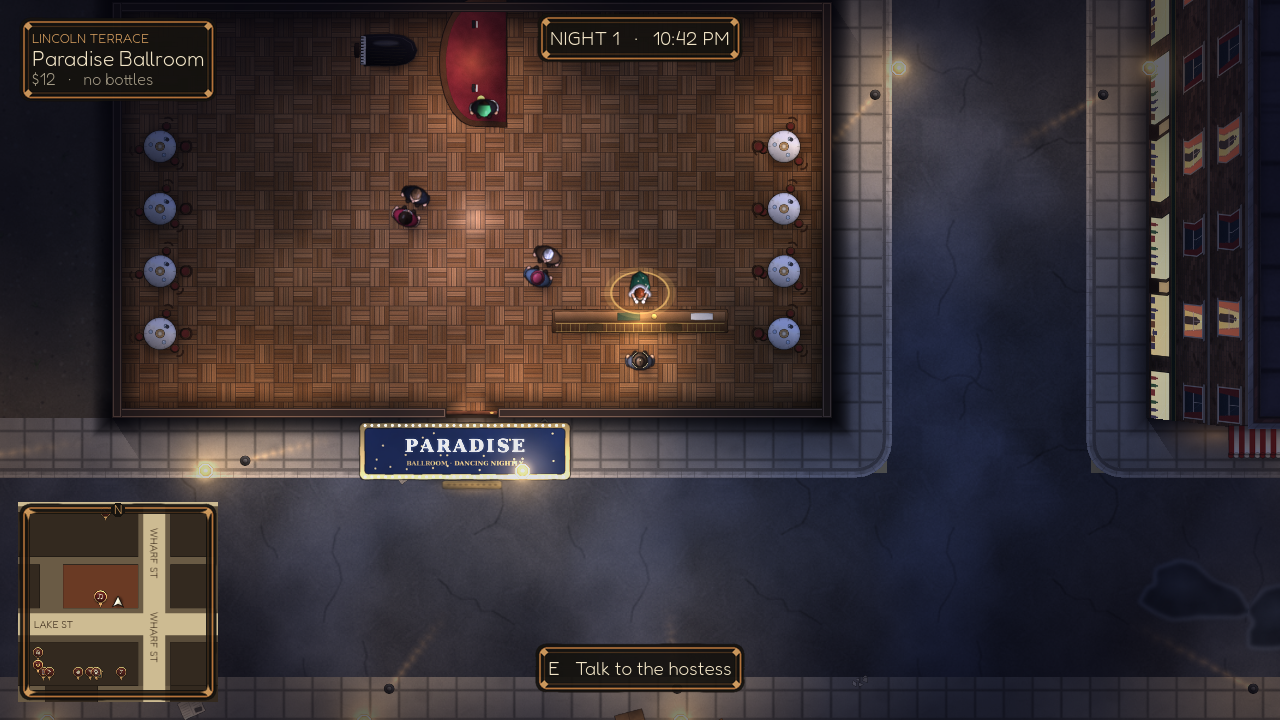 LINCOLN TERRACE
Paradise Ballroom
$12 · no bottles
NIGHT 1 · 10:42 PM
PARADISE
BALLROOM · DANCING NIGHTLY
N
WHARF ST
LAKE ST
WHARF ST
E Talk to the hostess